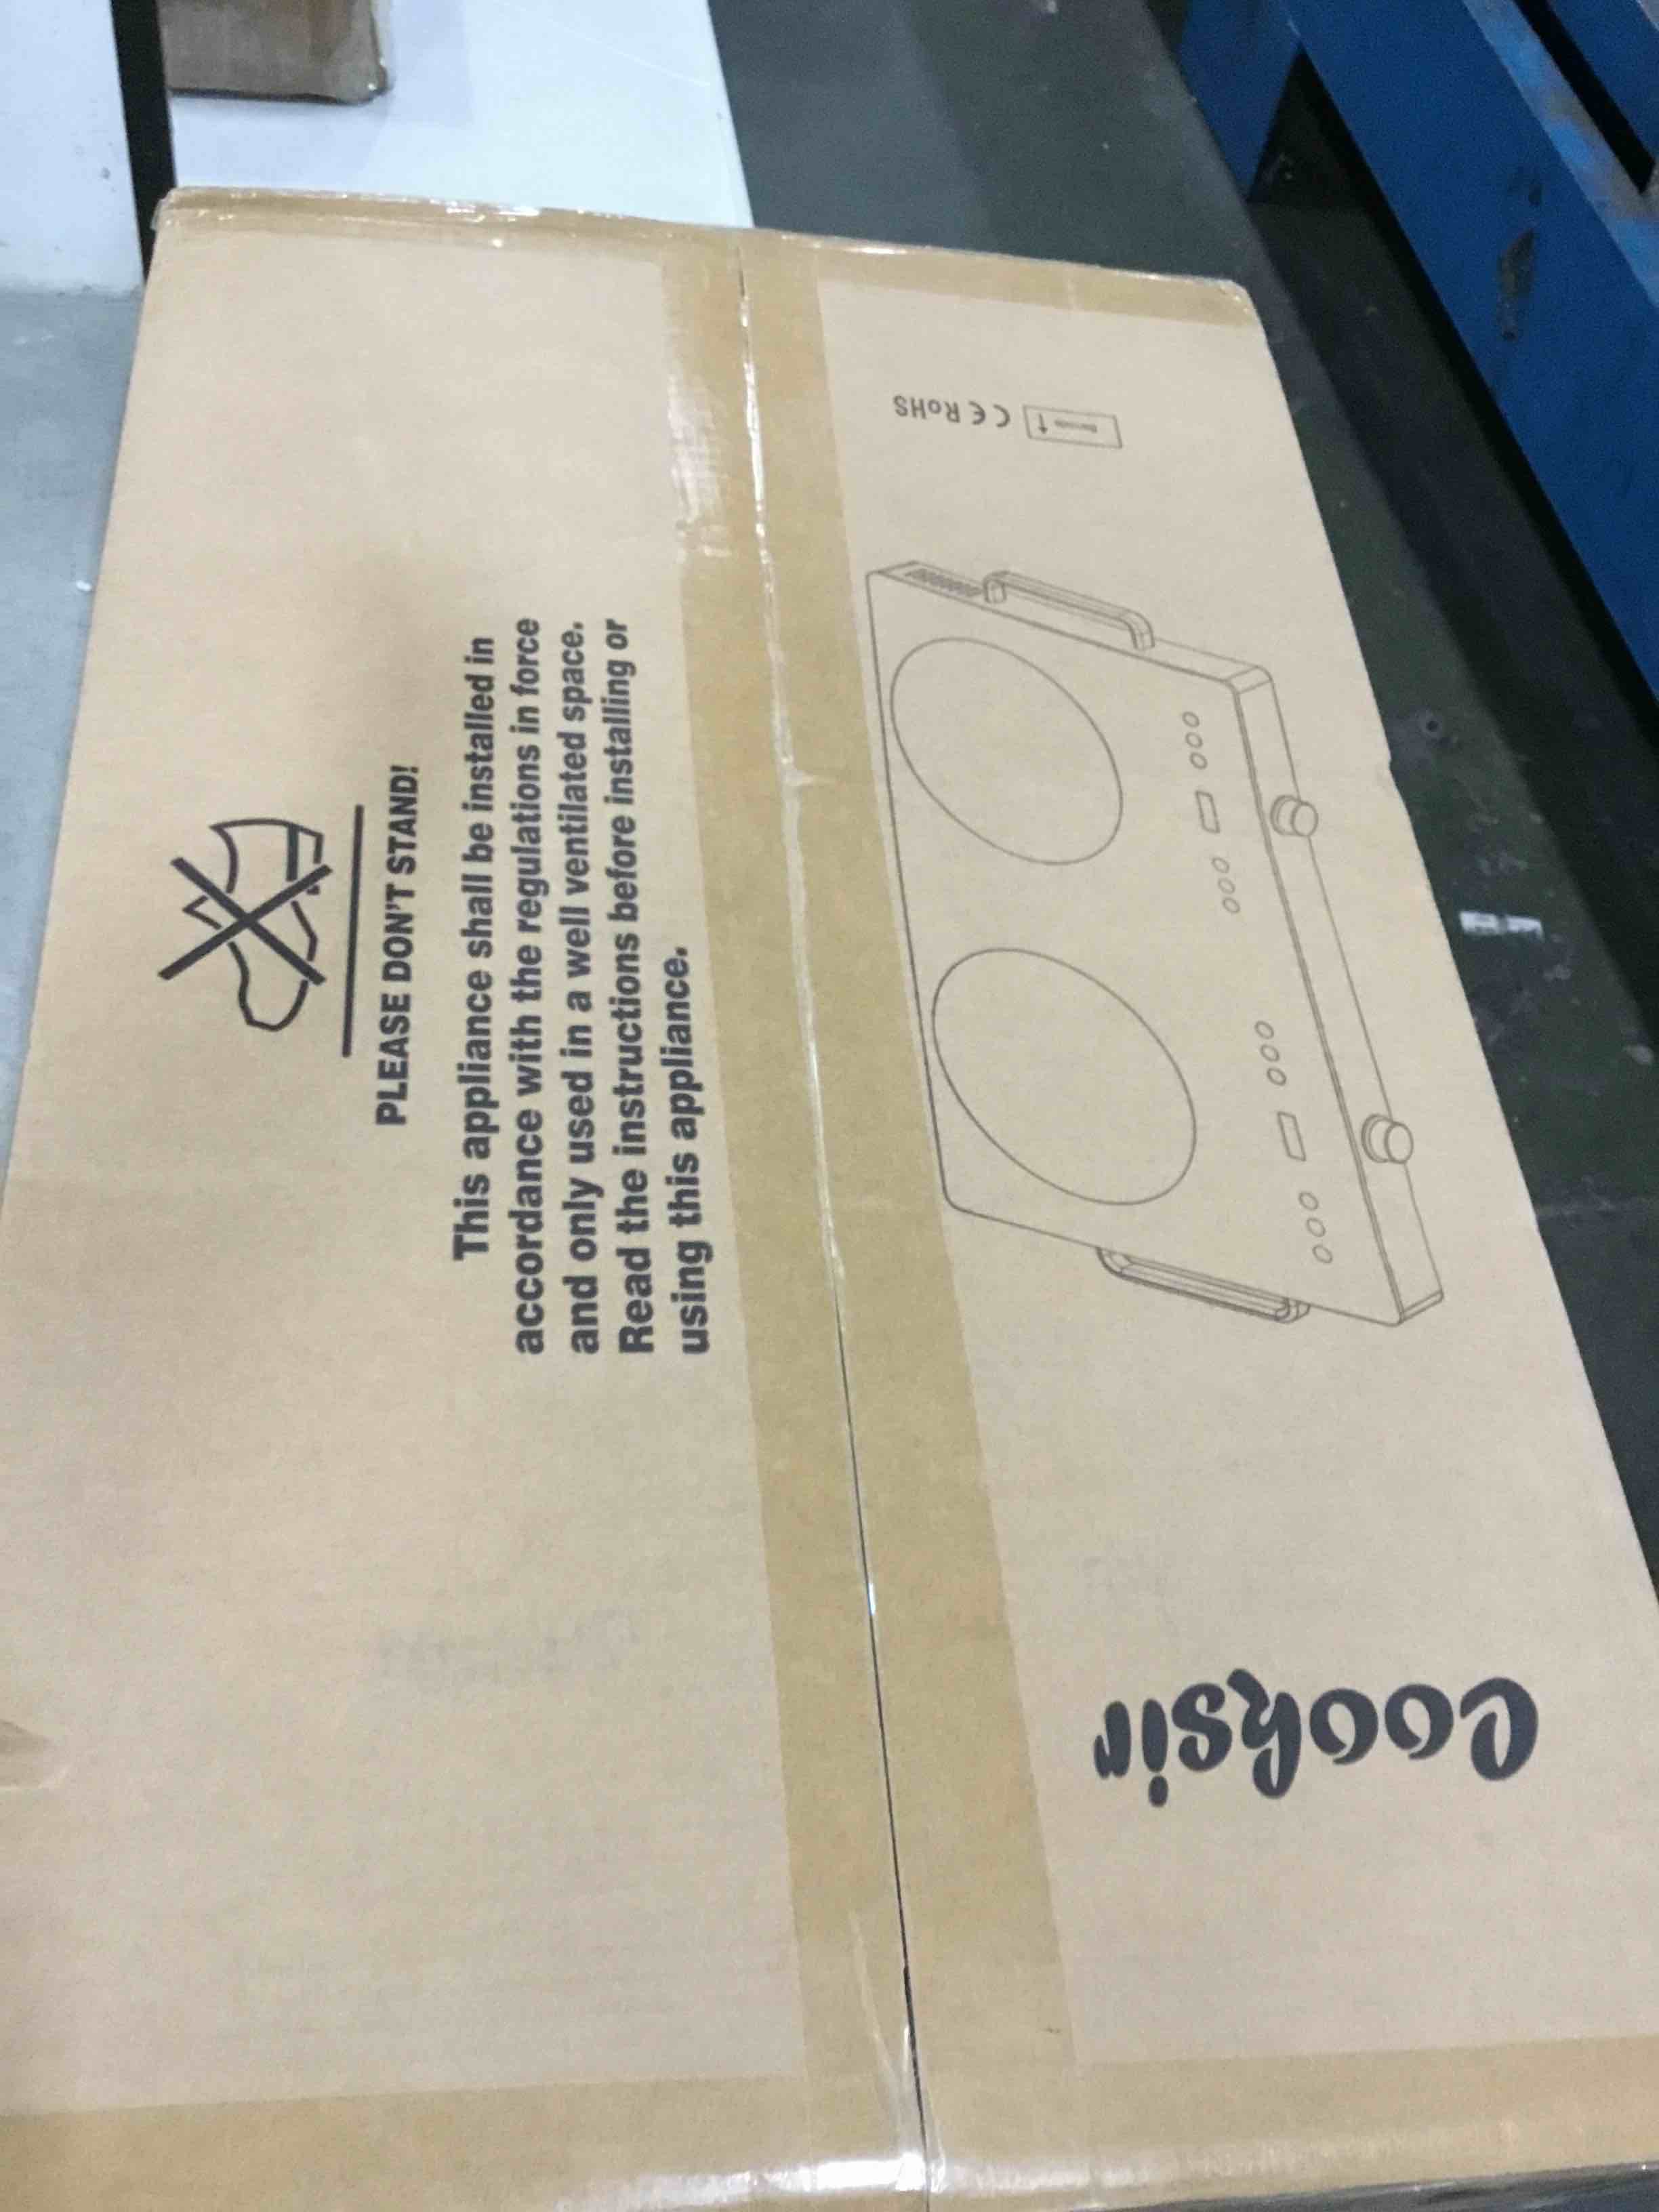 PLEASE DON'T STAND!
This appliance shall be installed in
accordance with the regulations in force
and only used in a well ventilated space.
Read the instructions before installing or
using this appliance.
CE RoHS
Cooksir